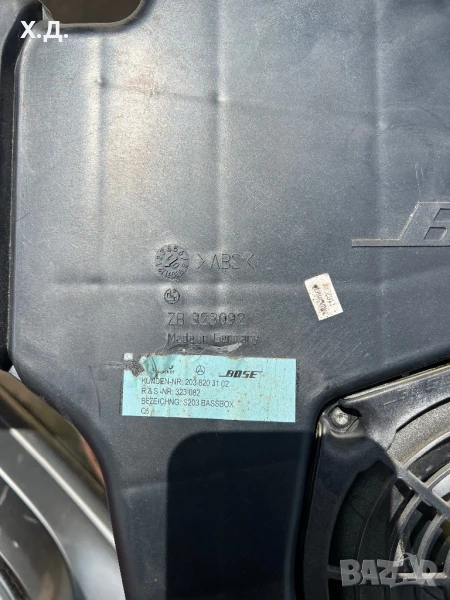 Х.Д.
>ABS<
ZB 323092
Made in Germany
BOSE
KUNDEN-NR: 203 820 31 02
R & S -NR: 323 082
BEZEICHNG: S203 BASSBOX
BAZAR